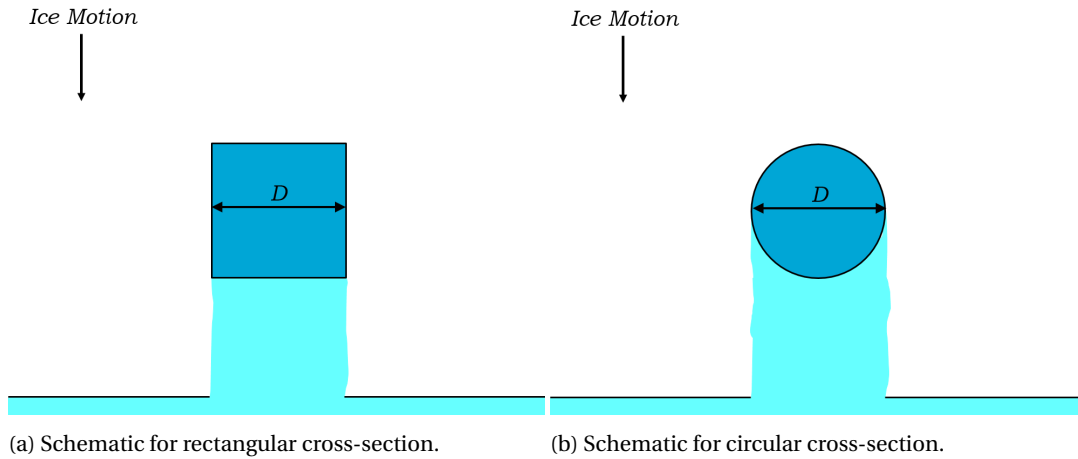 Ice Motion
D
(a) Schematic for rectangular cross-section.
Ice Motion
D
(b) Schematic for circular cross-section.